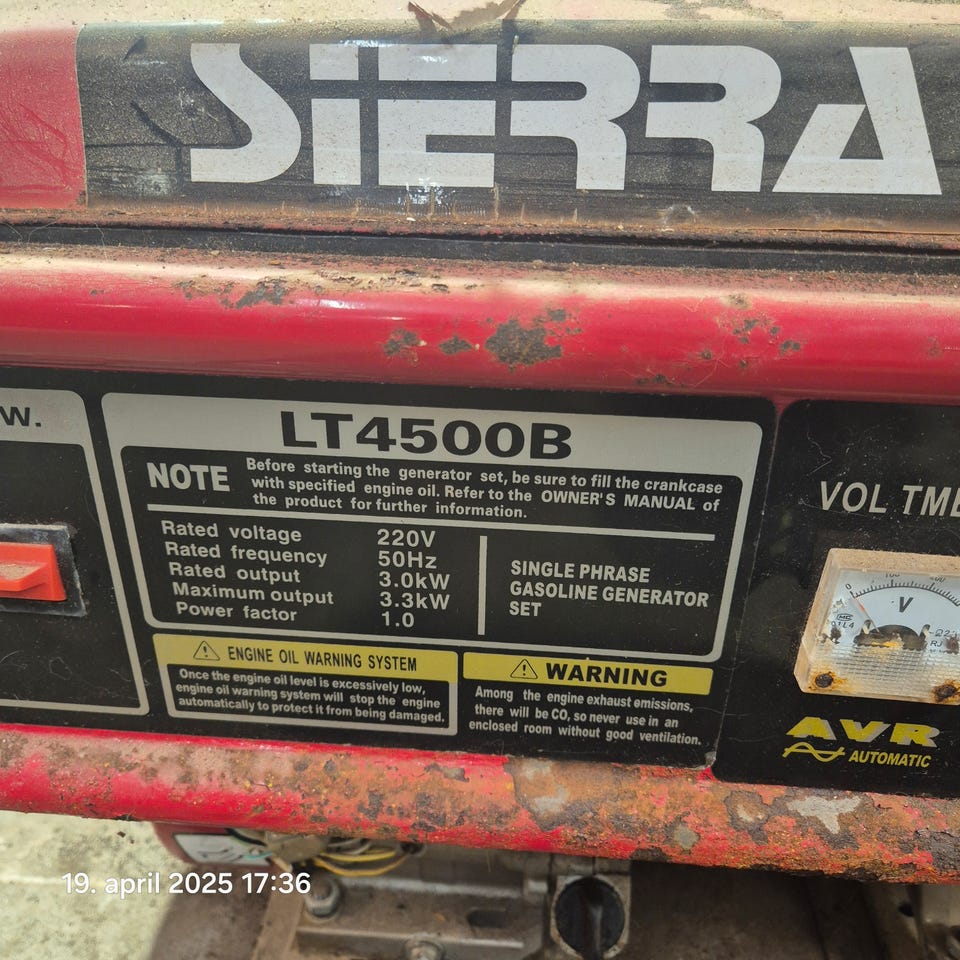 SIERRA
W.
LT4500B
NOTE
Before starting the generator set, be sure to fill the crankcase
with specified engine oil. Refer to the OWNER'S MANUAL of
the product for further information.
Rated voltage 220V
Rated frequency 50Hz
Rated output 3.0kW
Maximum output 3.3kW
Power factor 1.0
SINGLE PHRASE
GASOLINE GENERATOR
SET
ENGINE OIL WARNING SYSTEM
Once the engine oil level is excessively low,
engine oil warning system will stop the engine
automatically to protect it from being damaged.
WARNING
Among the engine exhaust emissions,
there will be CO, so never use in an
enclosed room without good ventilation.
VOL TME
0 100 400
V
MC
AVR
AUTOMATIC
19. april 2025 17:36